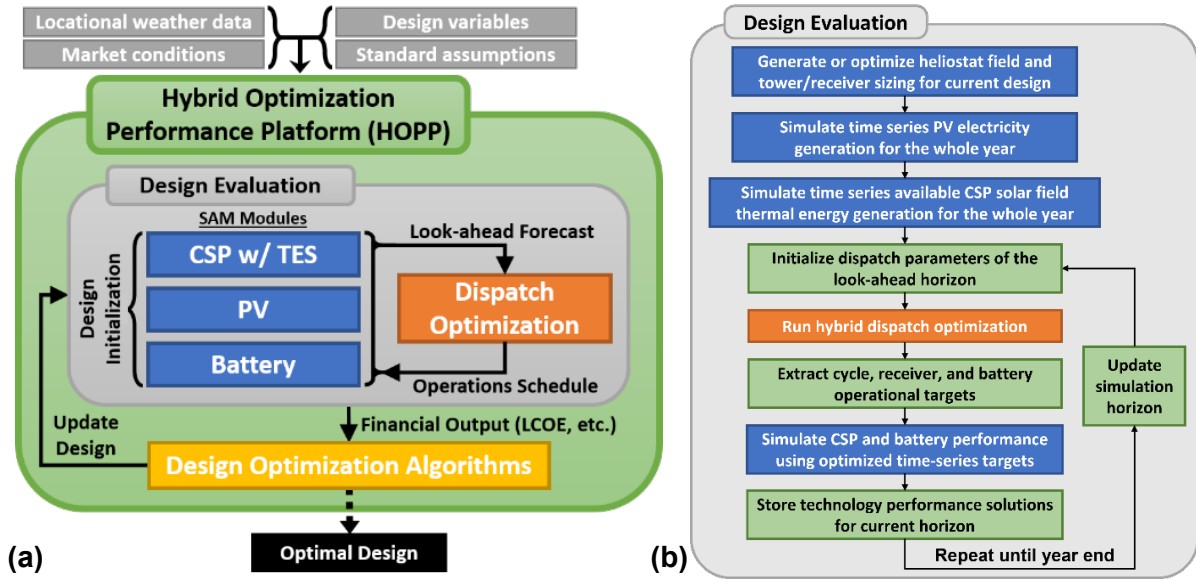 Locational weather data
Design variables
Market conditions
Standard assumptions
Hybrid Optimization
Performance Platform (HOPP)
Design Evaluation
SAM Modules
Design
Initialization
CSP w/ TES
PV
Battery
Look-ahead Forecast
Dispatch
Optimization
Operations Schedule
Update
Design
Financial Output (LCOE, etc.)
Design Optimization Algorithms
Optimal Design
(a)
Design Evaluation
Generate or optimize heliostat field and
tower/receiver sizing for current design
Simulate time series PV electricity
generation for the whole year
Simulate time series available CSP solar field
thermal energy generation for the whole year
Initialize dispatch parameters of the
look-ahead horizon
Run hybrid dispatch optimization
Extract cycle, receiver, and battery
operational targets
Simulate CSP and battery performance
using optimized time-series targets
Store technology performance solutions
for current horizon
Update
simulation
horizon
Repeat until year end
(b)